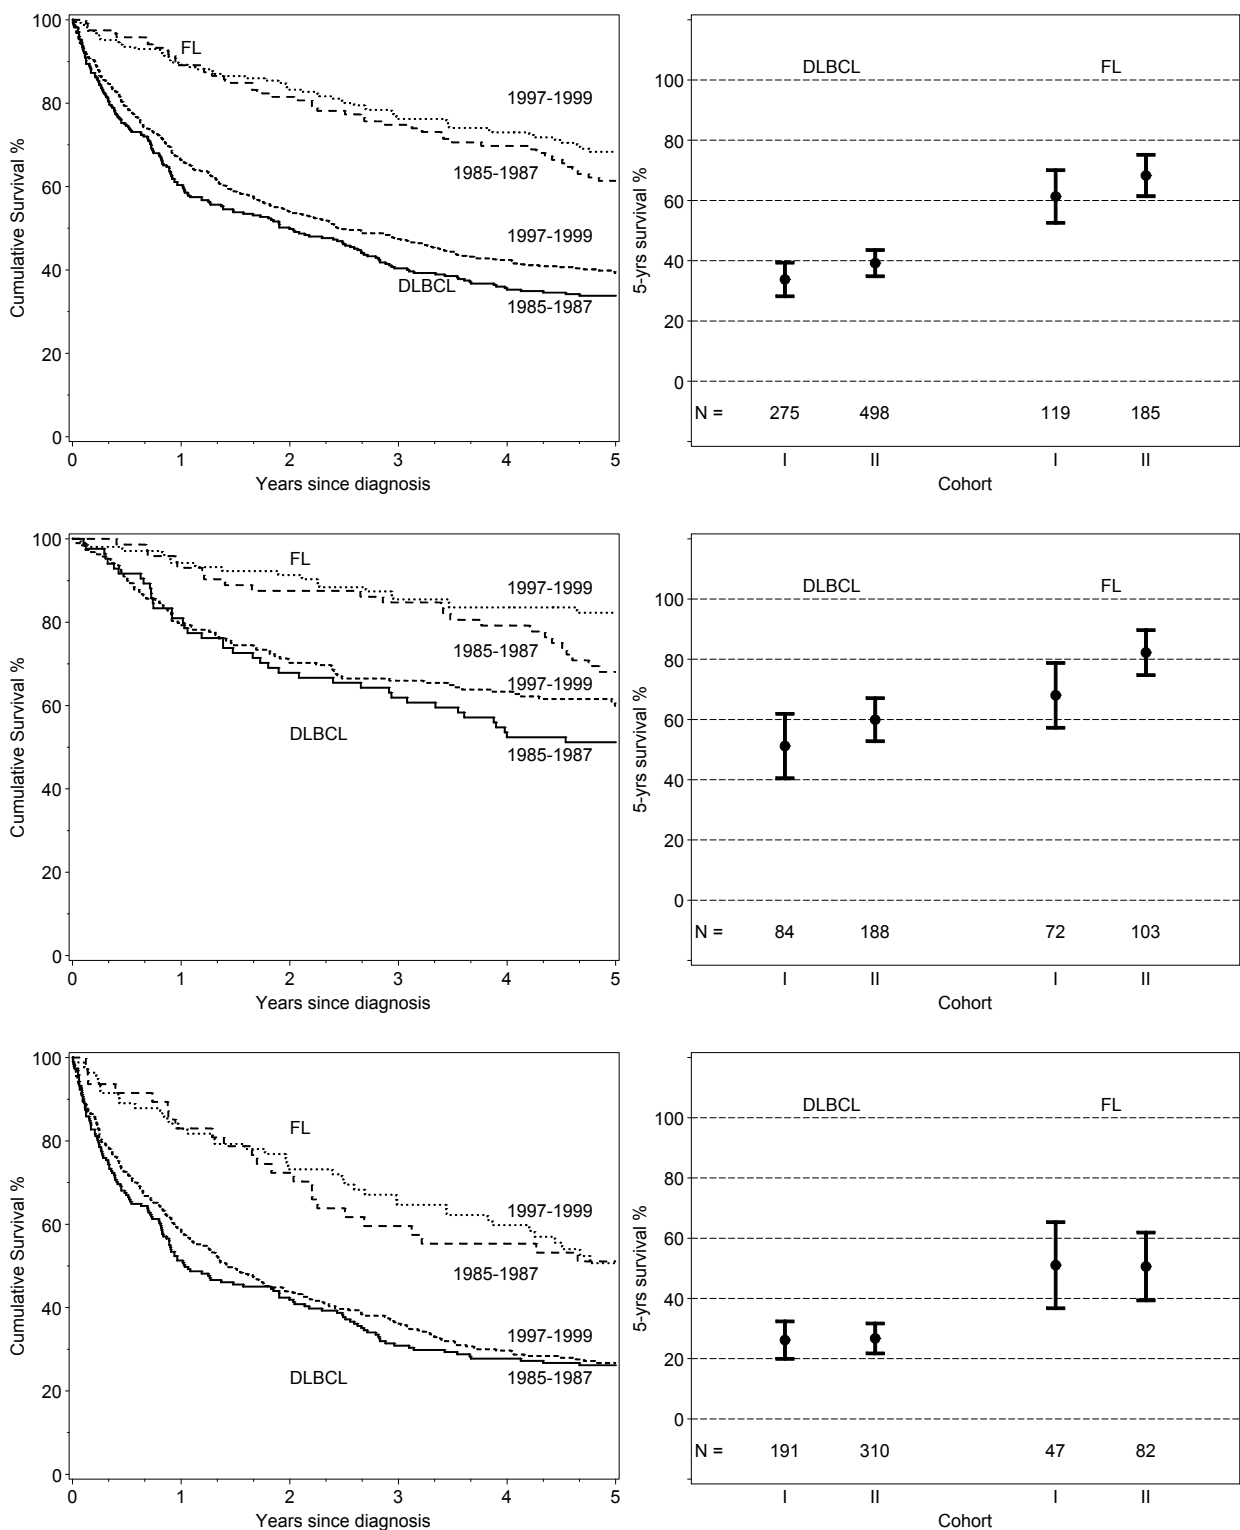 100
80
60
40
20
0
Cumulative Survival %
FL
1997-1999
1985-1987
1997-1999
DLBCL
1985-1987
0 1 2 3 4 5
Years since diagnosis
DLBCL FL
100
80
60
40
20
0
5-yrs survival %
N = 275 498 119 185
I II I II
Cohort
100
80
60
40
20
0
Cumulative Survival %
FL
1997-1999
1985-1987
1997-1999
DLBCL
1985-1987
0 1 2 3 4 5
Years since diagnosis
DLBCL FL
100
80
60
40
20
0
5-yrs survival %
N = 84 188 72 103
I II I II
Cohort
100
80
60
40
20
0
Cumulative Survival %
FL
1997-1999
1985-1987
1997-1999
DLBCL
1985-1987
0 1 2 3 4 5
Years since diagnosis
DLBCL FL
100
80
60
40
20
0
5-yrs survival %
N = 191 310 47 82
I II I II
Cohort